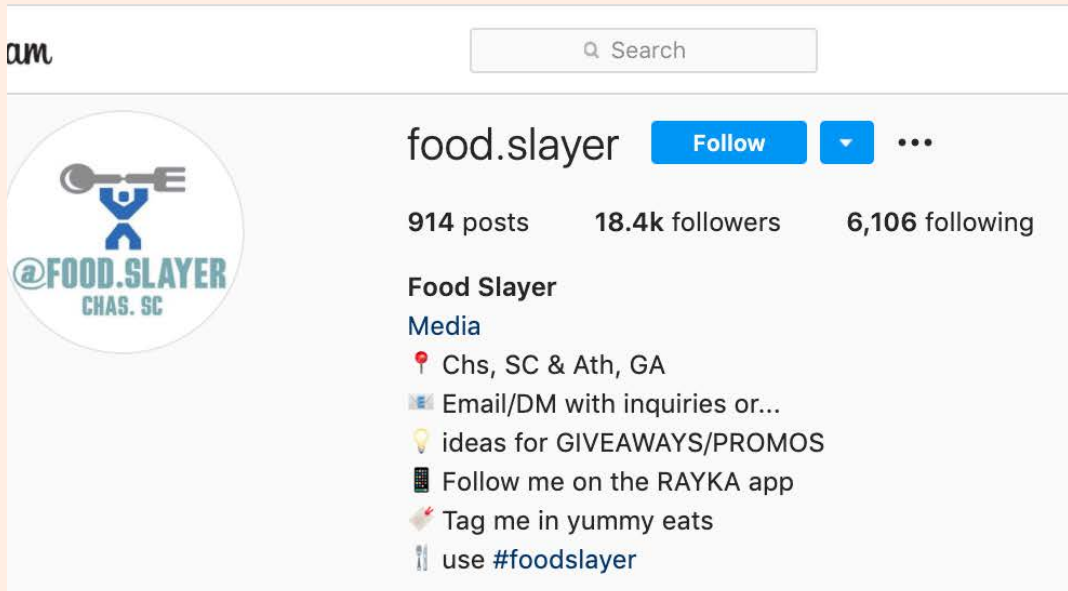 am
Search
food.slayer Follow
914 posts 18.4k followers 6,106 following
@FOOD.SLAYER
CHAS. SC
Food Slayer
Media
Chs, SC & Ath, GA
Email/DM with inquiries or...
ideas for GIVEAWAYS/PROMOS
Follow me on the RAYKA app
Tag me in yummy eats
use #foodslayer